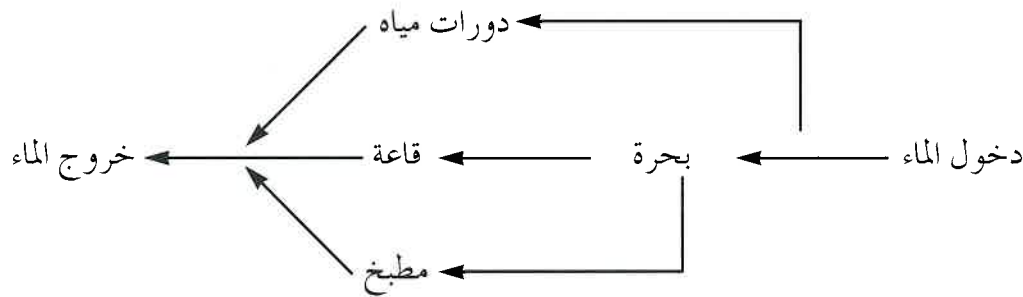 دورات مياه
دخول الماء
بحرة
قاعة
خروج الماء
مطبخ